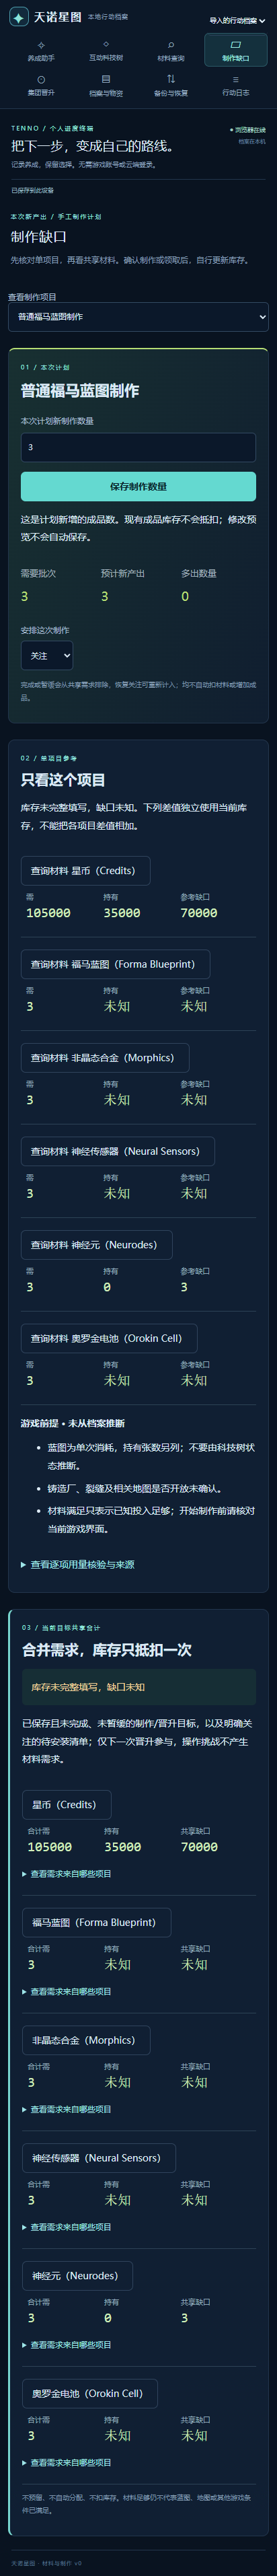 天诺星图 本地行动档案
导入的行动档案
养成助手
互动科技树
材料查询
制作缺口
集团晋升
档案与物资
备份与恢复
行动日志
TENNO / 个人进度终端
把下一步，变成自己的路线。
记录养成、保留选择。无需游戏账号或云端登录。
浏览器在线
档案在本机
已保存到此设备
本次新产出 / 手工制作计划
制作缺口
先核对单项目，再看共享材料。确认制作或领取后，自行更新库存。
查看制作项目
普通福马蓝图制作
01 / 本次计划
普通福马蓝图制作
本次计划新制作数量
3
保存制作数量
这是计划新增的成品数。现有成品库存不会抵扣；修改预
览不会自动保存。
需要批次 预计新产出 多出数量
3 3 0
安排这次制作
关注
完成或暂缓会从共享需求排除，恢复关注可重新计入；均不自动扣材料或增加成
品。
02 / 单项目参考
只看这个项目
库存未完整填写，缺口未知。下列差值独立使用当前库
存，不能把各项目差值相加。
查询材料 星币（Credits）
需 持有 参考缺口
105000 35000 70000
查询材料 福马蓝图（Forma Blueprint）
需 持有 参考缺口
3 未知 未知
查询材料 非晶态合金（Morphics）
需 持有 参考缺口
3 未知 未知
查询材料 神经传感器（Neural Sensors）
需 持有 参考缺口
3 未知 未知
查询材料 神经元（Neurodes）
需 持有 参考缺口
3 0 3
查询材料 奥罗金电池（Orokin Cell）
需 持有 参考缺口
3 未知 未知
游戏前提 • 未从档案推断
蓝图为单次消耗，持有张数另列；不要由科技树状
态推断。
铸造厂、裂缝及相关地图是否开放未确认。
材料满足只表示已知投入足够；开始制作前请核对
当前游戏界面。
查看逐项用量核验与来源
03 / 当前目标共享合计
合并需求，库存只抵扣一次
库存未完整填写，缺口未知
已保存且未完成、未暂缓的制作/晋升目标，以及明确关
注的待安装清单；仅下一次晋升参与，操作挑战不产生
材料需求。
星币（Credits）
合计需 持有 共享缺口
105000 35000 70000
查看需求来自哪些项目
福马蓝图（Forma Blueprint）
合计需 持有 共享缺口
3 未知 未知
查看需求来自哪些项目
非晶态合金（Morphics）
合计需 持有 共享缺口
3 未知 未知
查看需求来自哪些项目
神经传感器（Neural Sensors）
合计需 持有 共享缺口
3 未知 未知
查看需求来自哪些项目
神经元（Neurodes）
合计需 持有 共享缺口
3 0 3
查看需求来自哪些项目
奥罗金电池（Orokin Cell）
合计需 持有 共享缺口
3 未知 未知
查看需求来自哪些项目
不预留、不自动分配、不扣库存。材料足够仍不代表蓝图、地图或其他游戏条
件已满足。
天诺星图 · 材料与制作 v0